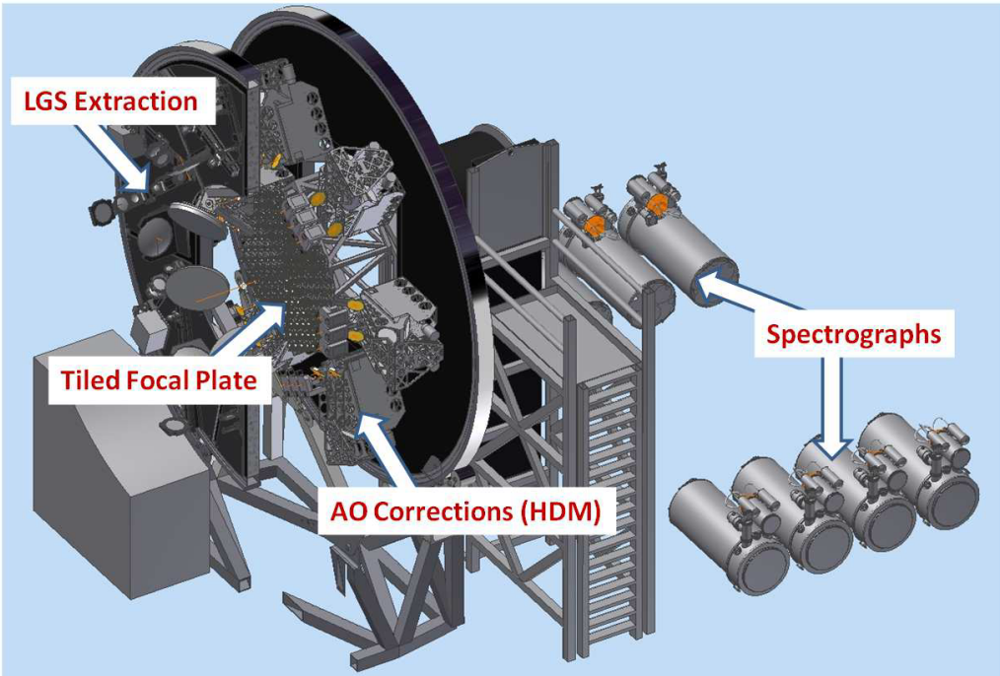 LGS Extraction
Spectrographs
Tiled Focal Plate
AO Corrections (HDM)